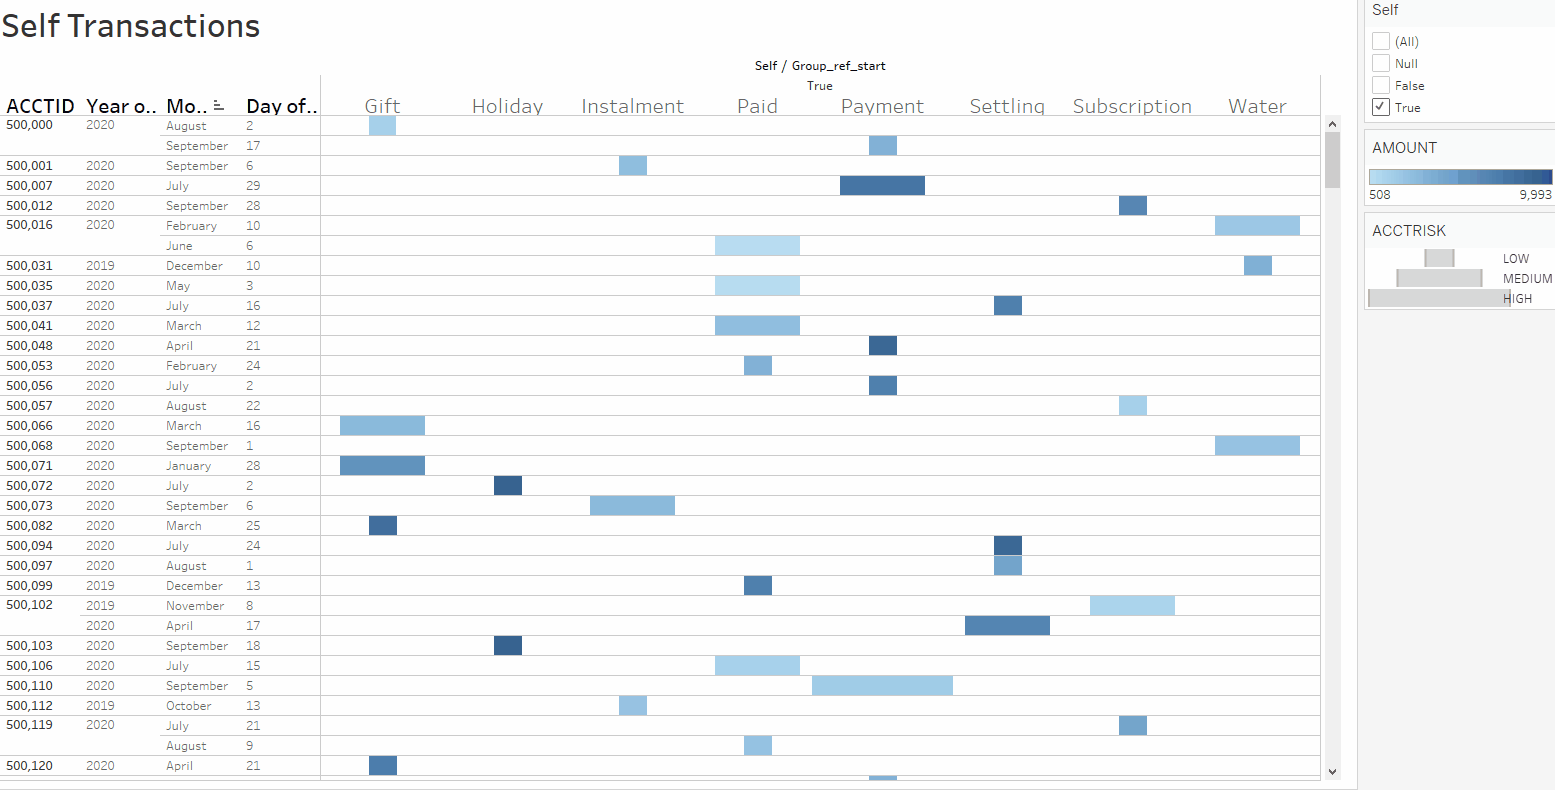 Self Transactions
Self / Group_ref_start
True
ACCTID Year o.. Mo.. Day of.. Gift Holiday Instalment Paid Payment Settling Subscription Water
500,000 2020 August 2
September 17
500,001 2020 September 6
500,007 2020 July 29
500,012 2020 September 28
500,016 2020 February 10
June 6
500,031 2019 December 10
500,035 2020 May 3
500,037 2020 July 16
500,041 2020 March 12
500,048 2020 April 21
500,053 2020 February 24
500,056 2020 July 2
500,057 2020 August 22
500,066 2020 March 16
500,068 2020 September 1
500,071 2020 January 28
500,072 2020 July 2
500,073 2020 September 6
500,082 2020 March 25
500,094 2020 July 24
500,097 2020 August 1
500,099 2019 December 13
500,102 2019 November 8
2020 April 17
500,103 2020 September 18
500,106 2020 July 15
500,110 2020 September 5
500,112 2019 October 13
500,119 2020 July 21
August 9
500,120 2020 April 21
Self
(All)
Null
False
True
AMOUNT
508 9,993
ACCTRISK
LOW
MEDIUM
HIGH